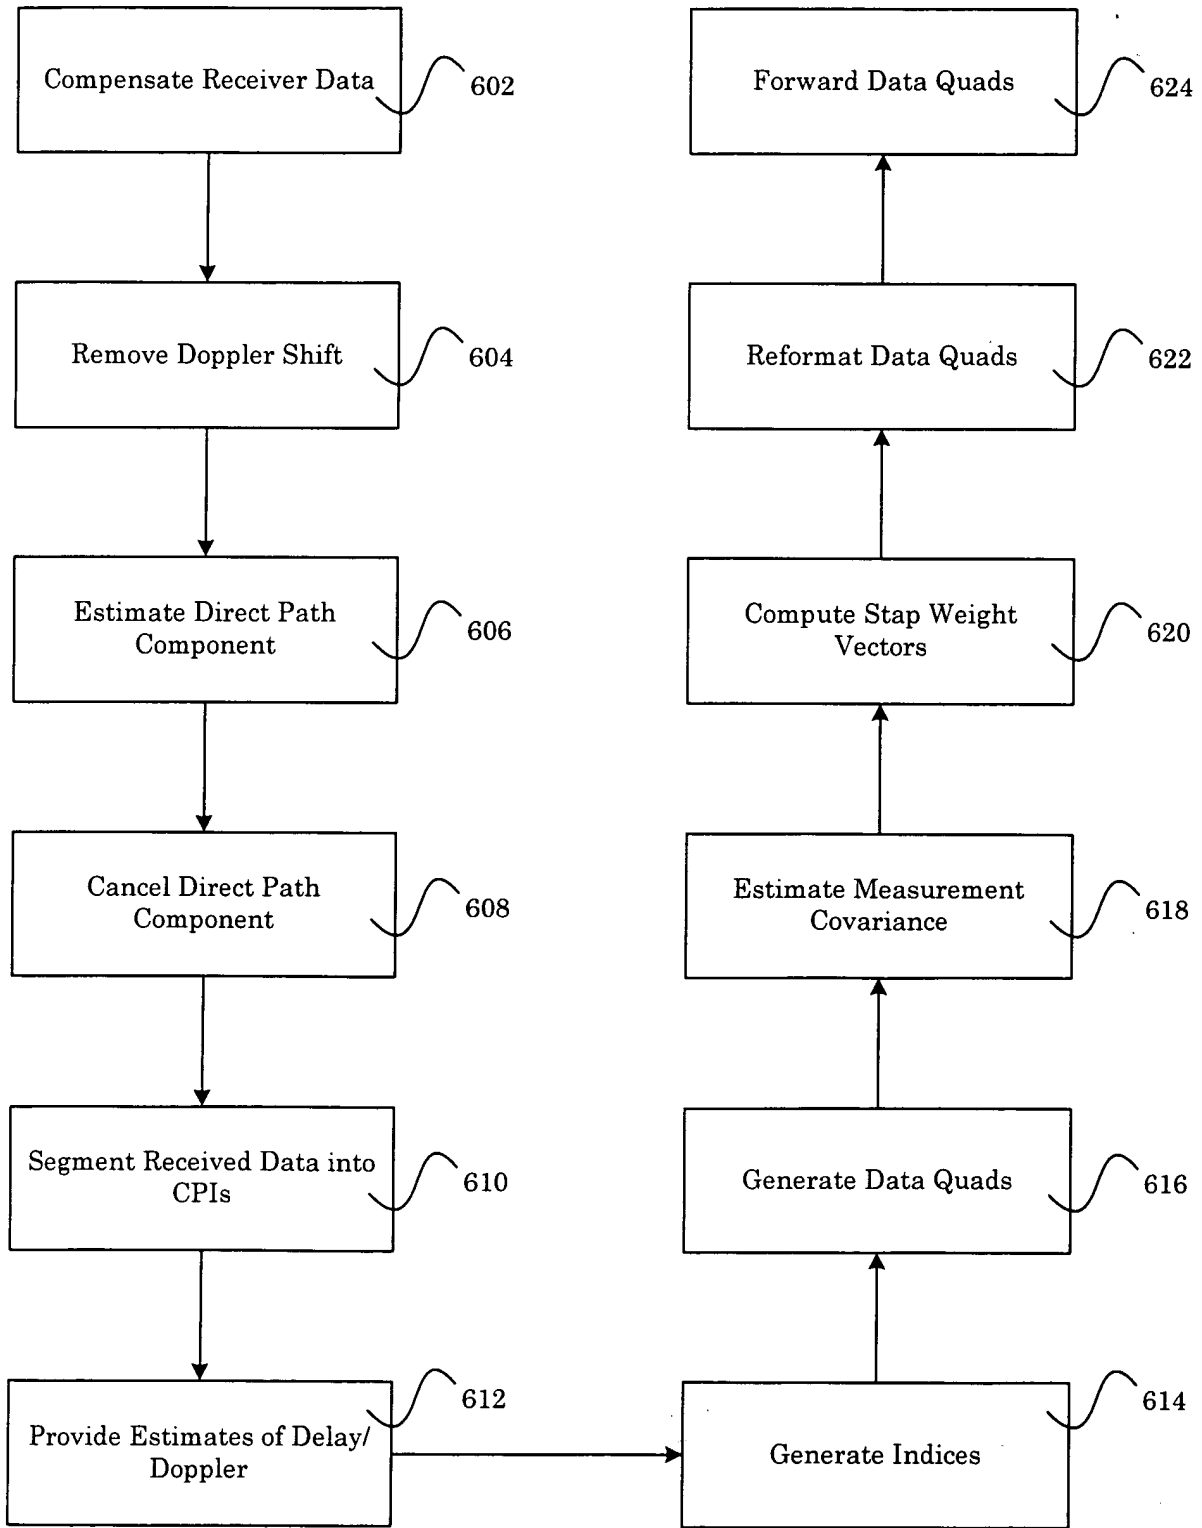 Compensate Receiver Data
602
Remove Doppler Shift
604
Estimate Direct Path
Component
606
Cancel Direct Path
Component
608
Segment Received Data into
CPIs
610
Provide Estimates of Delay/
Doppler
612
Generate Indices
614
Generate Data Quads
616
Estimate Measurement
Covariance
618
Compute Stap Weight
Vectors
620
Reformat Data Quads
622
Forward Data Quads
624